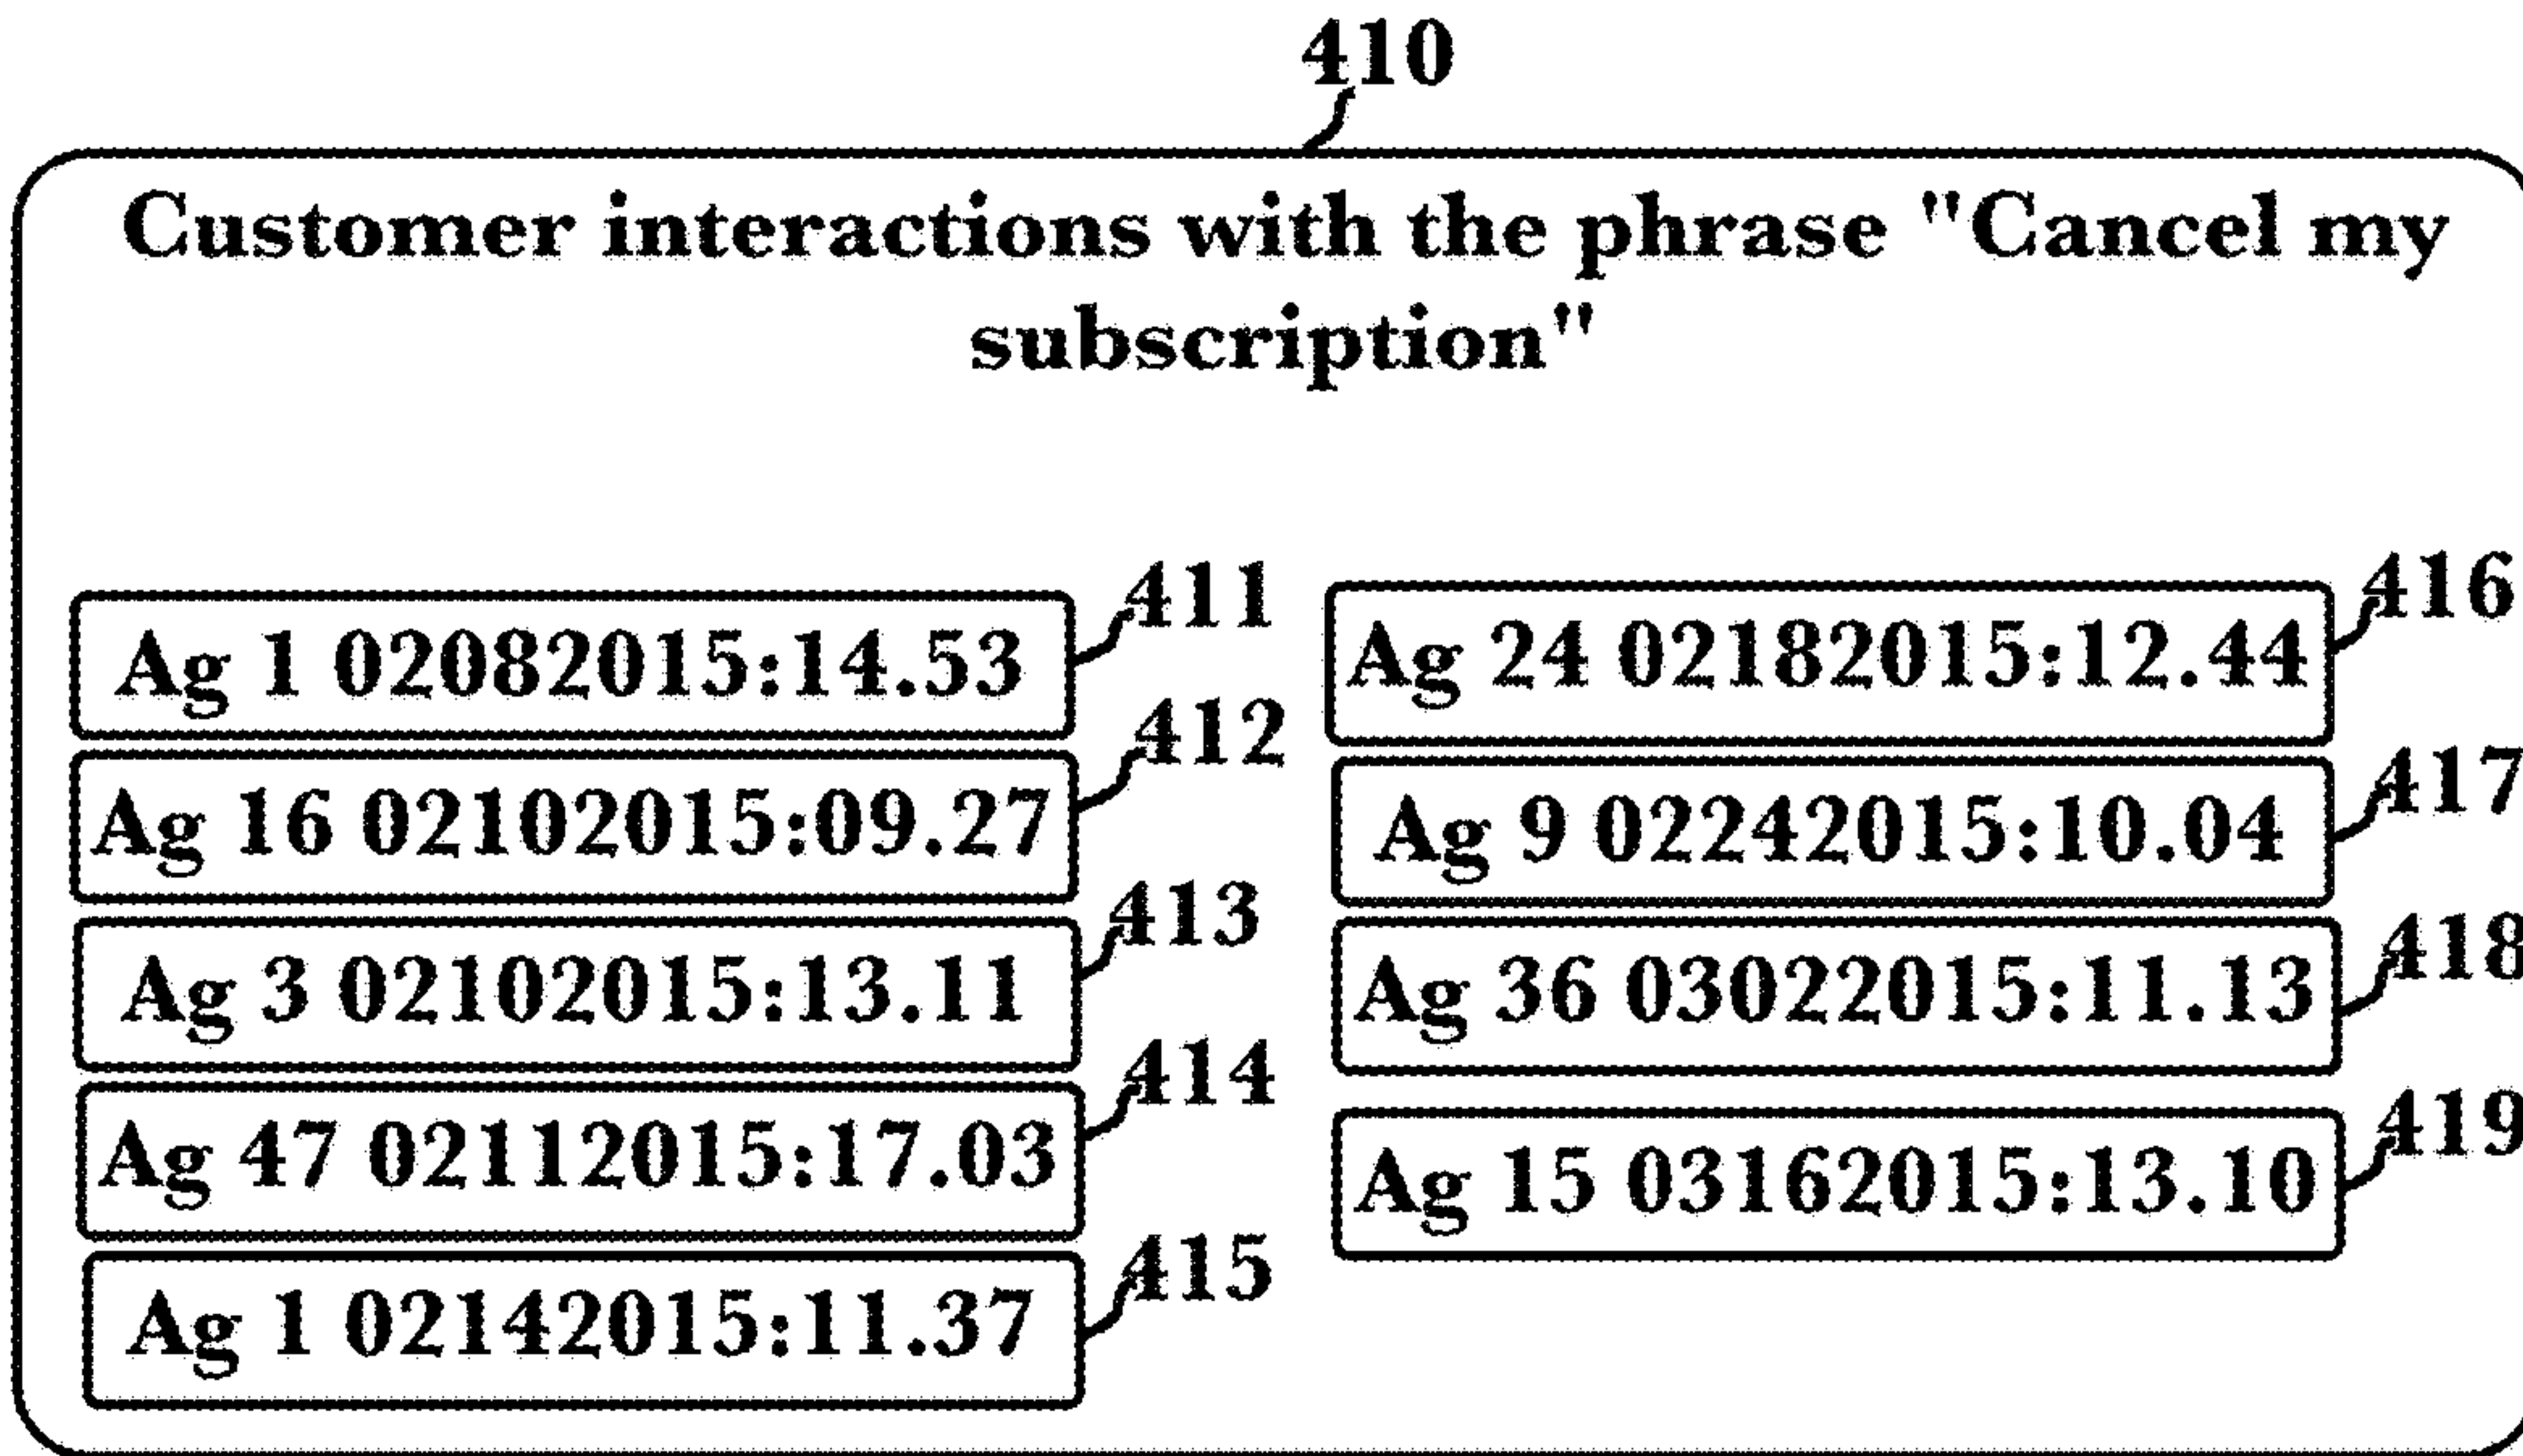 410
Customer interactions with the phrase "Cancel my
subscription"
Ag 1 02082015:14.53
411
Ag 16 02102015:09.27
412
Ag 3 02102015:13.11
413
Ag 47 02112015:17.03
414
Ag 1 02142015:11.37
415
Ag 24 02182015:12.44
416
Ag 9 02242015:10.04
417
Ag 36 03022015:11.13
418
Ag 15 03162015:13.10
419